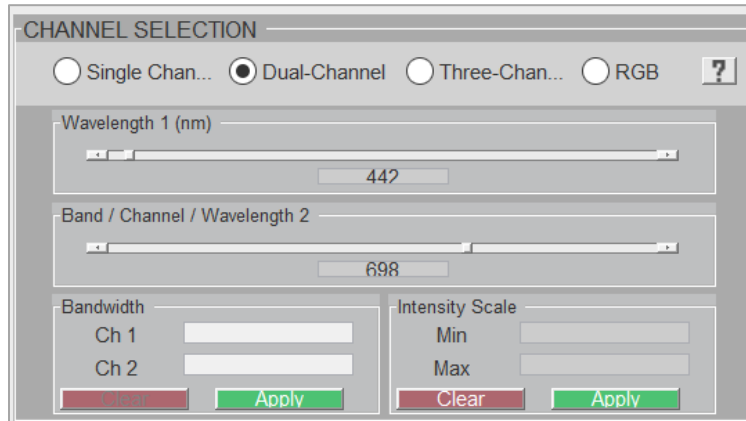 CHANNEL SELECTION
Single Chan... Dual-Channel Three-Chan... RGB ?
Wavelength 1 (nm)
442
Band / Channel / Wavelength 2
698
Bandwidth
Ch 1
Ch 2
Clear Apply
Intensity Scale
Min
Max
Clear Apply